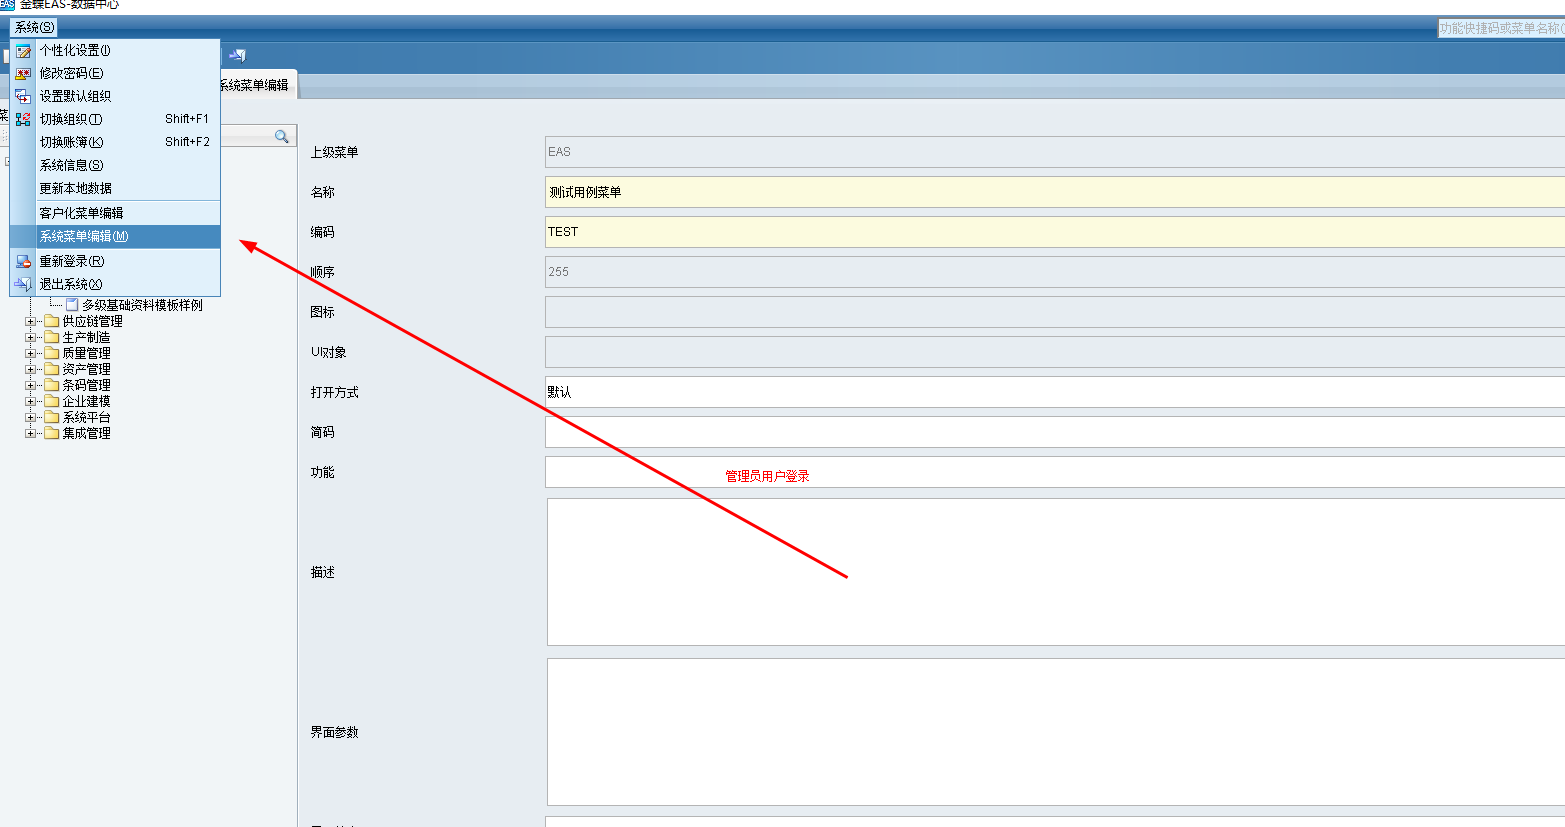 EAS 金蝶EAS-数据中心
系统(S)
功能快捷码或菜单名称
个性化设置(I)
修改密码(E)
设置默认组织
切换组织(T) Shift+F1
切换账簿(K) Shift+F2
系统信息(S)
更新本地数据
客户化菜单编辑
系统菜单编辑(M)
重新登录(R)
退出系统(X)
系统菜单编辑
多级基础资料模板样例
供应链管理
生产制造
质量管理
资产管理
条码管理
企业建模
系统平台
集成管理
上级菜单 EAS
名称 测试用例菜单
编码 TEST
顺序 255
图标
UI对象
打开方式 默认
简码
功能 管理员用户登录
描述
界面参数